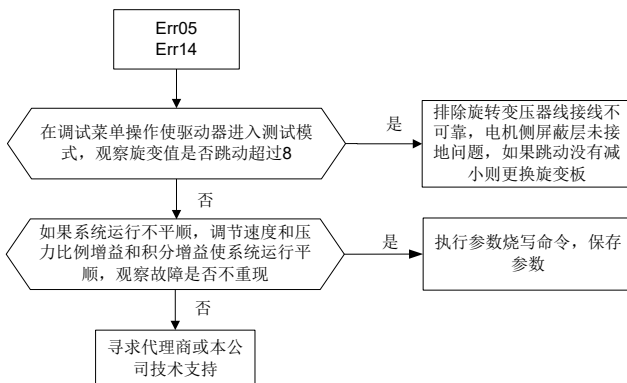 Err05
Err14
在调试菜单操作使驱动器进入测试模
式，观察旋变值是否跳动超过8
是
排除旋转变压器线接线不
可靠，电机侧屏蔽层未接
地问题，如果跳动没有减
小则更换旋变板
否
如果系统运行不平顺，调节速度和压
力比例增益和积分增益使系统运行平
顺，观察故障是否不重现
是
执行参数烧写命令，保存
参数
否
寻求代理商或本公
司技术支持